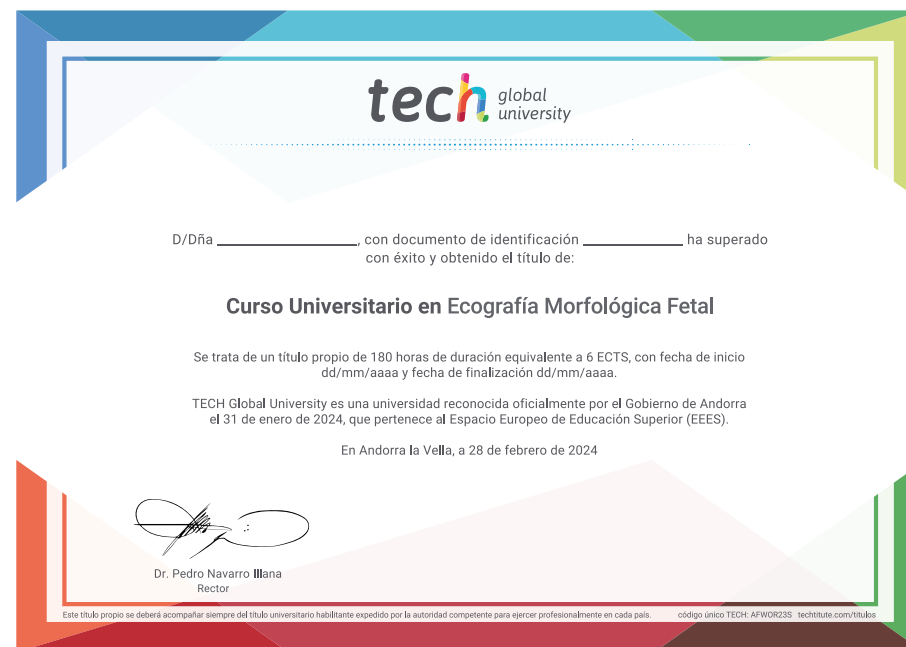 tech global
university
D/Dña ____________, con documento de identificación ____________ ha superado
con éxito y obtenido el título de:
Curso Universitario en Ecografía Morfológica Fetal
Se trata de un título propio de 180 horas de duración equivalente a 6 ECTS, con fecha de inicio
dd/mm/aaaa y fecha de finalización dd/mm/aaaa.
TECH Global University es una universidad reconocida oficialmente por el Gobierno de Andorra
el 31 de enero de 2024, que pertenece al Espacio Europeo de Educación Superior (EEES).
En Andorra la Vella, a 28 de febrero de 2024
Dr. Pedro Navarro Illana
Rector
Este título propio se deberá acompañar siempre del título universitario habilitante expedido por la autoridad competente para ejercer profesionalmente en cada país. código único TECH: AFWOR23S techtitute.com/titulos